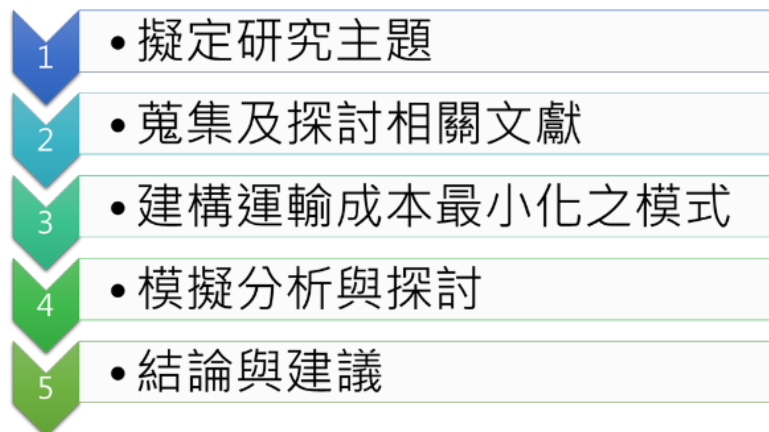 1 • 擬定研究主題
2 • 蒐集及探討相關文獻
3 • 建構運輸成本最小化之模式
4 • 模擬分析與探討
5 • 結論與建議